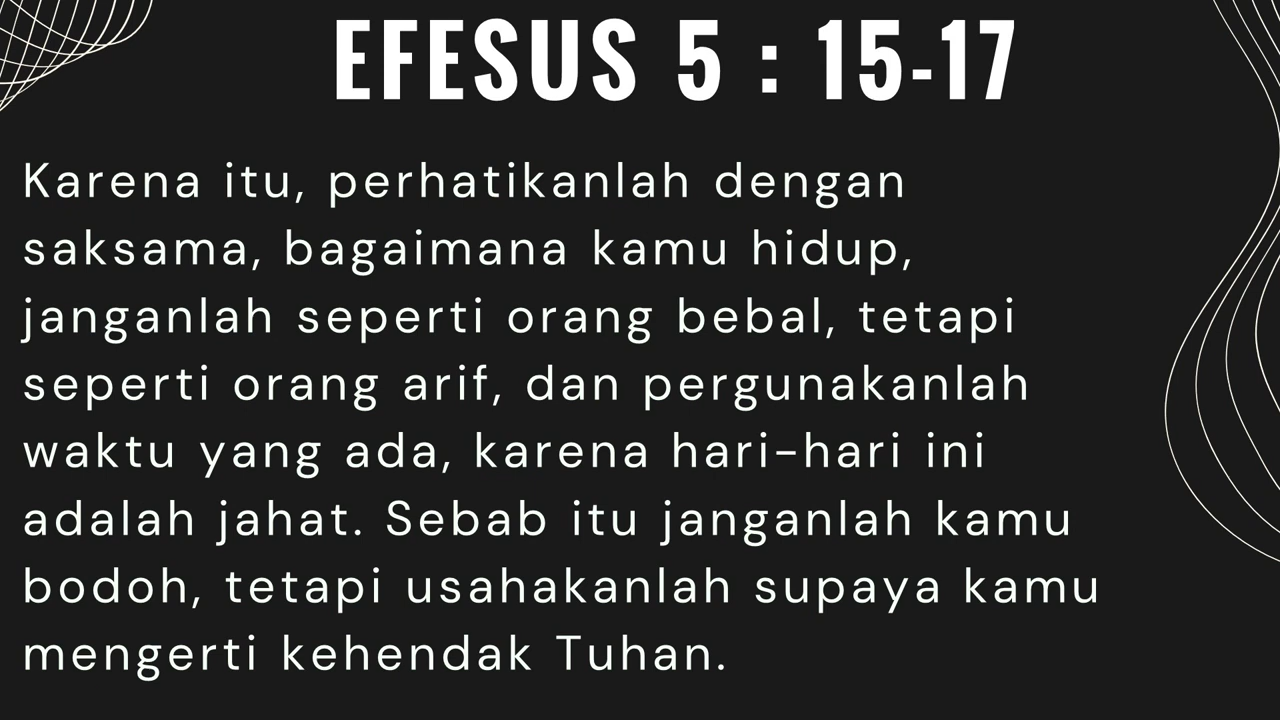 EFESUS 5 : 15-17
Karena itu, perhatikanlah dengan
saksama, bagaimana kamu hidup,
janganlah seperti orang bebal, tetapi
seperti orang arif, dan pergunakanlah
waktu yang ada, karena hari-hari ini
adalah jahat. Sebab itu janganlah kamu
bodoh, tetapi usahakanlah supaya kamu
mengerti kehendak Tuhan.